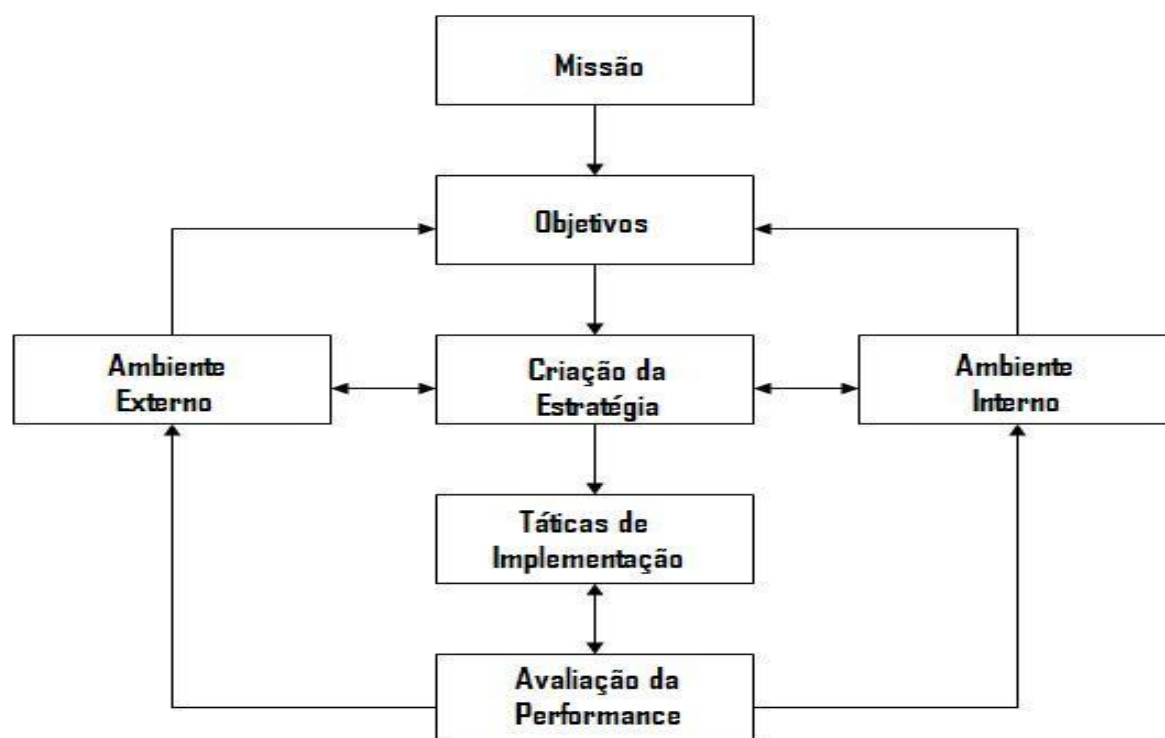 Missão
Objetivos
Ambiente
Externo
Criação da
Estratégia
Ambiente
Interno
Táticas de
Implementação
Avaliação da
Performance